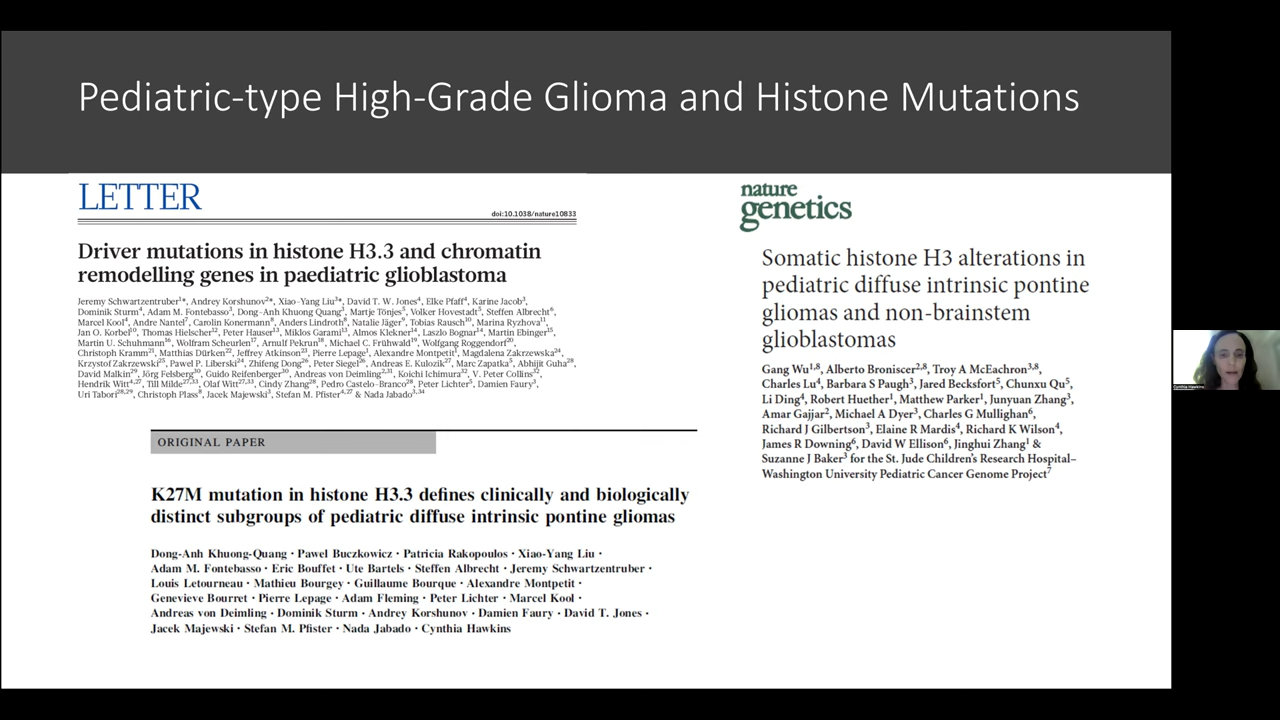 Pediatric-type High-Grade Glioma and Histone Mutations
LETTER
doi:10.1038/nature10833
Driver mutations in histone H3.3 and chromatin
remodelling genes in paediatric glioblastoma
Jeremy Schwartzentruber1*, Andrey Korshunov2*, Xiao-Yang Liu3*, David T. W. Jones4, Elke Pfaff4, Karine Jacob3,
Dominik Sturm4, Adam M. Fontebasso3, Dong-Anh Khuong Quang3, Martje Tönjes5, Volker Hovestadt5, Steffen Albrecht6,
Marcel Kool4, Andre Nantel7, Carolin Konermann8, Anders Lindroth8, Natalie Jäger9, Tobias Rausch10, Marina Ryzhova11,
Jan O. Korbel10, Thomas Hielscher12, Peter Hauser13, Miklos Garami13, Almos Klekner14, Laszlo Bognar14, Martin Ebinger15,
Martin U. Schuhmann16, Wolfram Scheurlen17, Arnulf Pekrun18, Michael C. Frühwald19, Wolfgang Roggendorf20,
Christoph Kramm21, Matthias Dürken22, Jeffrey Atkinson23, Pierre Lepage1, Alexandre Montpetit1, Magdalena Zakrzewska24,
Krzystof Zakrzewski25, Pawel P. Liberski24, Zhifeng Dong26, Peter Siegel26, Andreas E. Kulozik27, Marc Zapatka5, Abhijit Guha28,
David Malkin29, Jörg Felsberg30, Guido Reifenberger30, Andreas von Deimling2,31, Koichi Ichimura32, V. Peter Collins32,
Hendrik Witt4,27, Till Milde27,33, Olaf Witt27,33, Cindy Zhang28, Pedro Castelo-Branco28, Peter Lichter5, Damien Faury3,
Uri Tabori28,29, Christoph Plass8, Jacek Majewski3, Stefan M. Pfister4,27 & Nada Jabado3,34
ORIGINAL PAPER
K27M mutation in histone H3.3 defines clinically and biologically
distinct subgroups of pediatric diffuse intrinsic pontine gliomas
Dong-Anh Khuong-Quang · Pawel Buczkowicz · Patricia Rakopoulos · Xiao-Yang Liu ·
Adam M. Fontebasso · Eric Bouffet · Ute Bartels · Steffen Albrecht · Jeremy Schwartzentruber ·
Louis Letourneau · Mathieu Bourgey · Guillaume Bourque · Alexandre Montpetit ·
Genevieve Bourret · Pierre Lepage · Adam Fleming · Peter Lichter · Marcel Kool ·
Andreas von Deimling · Dominik Sturm · Andrey Korshunov · Damien Faury · David T. Jones ·
Jacek Majewski · Stefan M. Pfister · Nada Jabado · Cynthia Hawkins
nature
genetics
Somatic histone H3 alterations in
pediatric diffuse intrinsic pontine
gliomas and non-brainstem
glioblastomas
Gang Wu1,8, Alberto Broniscer2,8, Troy A McEachron3,8,
Charles Lu4, Barbara S Paugh3, Jared Becksfort5, Chunxu Qu5,
Li Ding4, Robert Huether1, Matthew Parker1, Junyuan Zhang3,
Amar Gajjar2, Michael A Dyer3, Charles G Mullighan6,
Richard J Gilbertson3, Elaine R Mardis4, Richard K Wilson4,
James R Downing6, David W Ellison6, Jinghui Zhang1 &
Suzanne J Baker3 for the St. Jude Children's Research Hospital–
Washington University Pediatric Cancer Genome Project7
Cynthia Hawkins